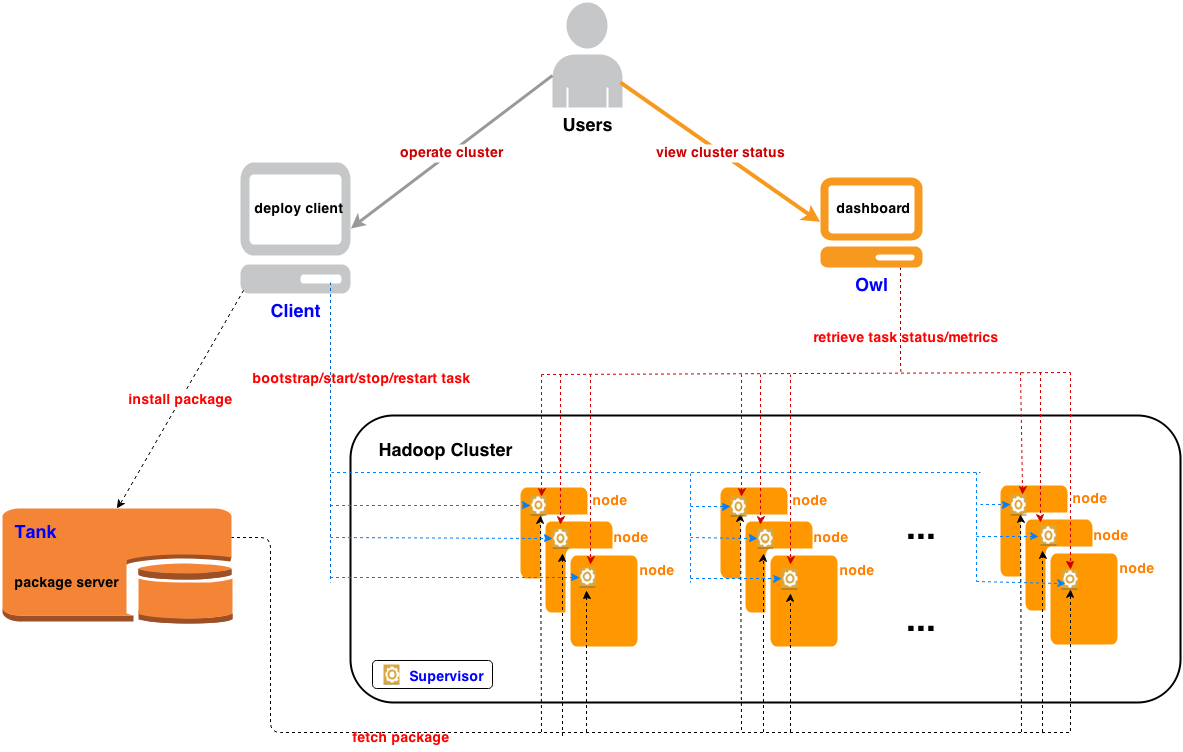 Users
operate cluster
view cluster status
deploy client
dashboard
Client
Owl
retrieve task status/metrics
bootstrap/start/stop/restart task
install package
Hadoop Cluster
node
node
node
node
node
node
node
node
node
...
...
Tank
package server
Supervisor
fetch package